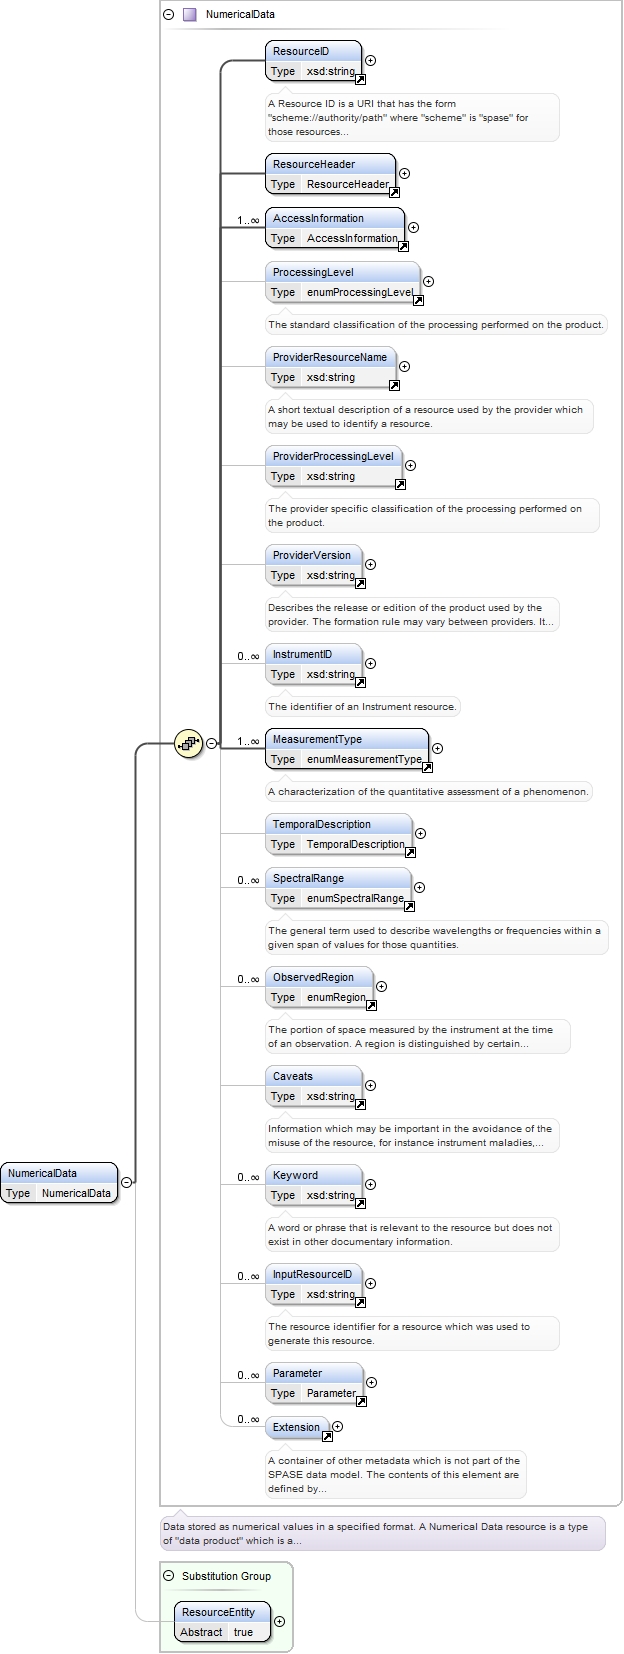 NumericalData
ResourceID
Type xsd:string
A Resource ID is a URI that has the form
"scheme://authority/path" where "scheme" is "spase" for
those resources...
ResourceHeader
Type ResourceHeader
1..∞
AccessInformation
Type AccessInformation
ProcessingLevel
Type enumProcessingLevel
The standard classification of the processing performed on the product.
ProviderResourceName
Type xsd:string
A short textual description of a resource used by the provider which
may be used to identify a resource.
ProviderProcessingLevel
Type xsd:string
The provider specific classification of the processing performed on
the product.
ProviderVersion
Type xsd:string
Describes the release or edition of the product used by the
provider. The formation rule may vary between providers. It...
0..∞
InstrumentID
Type xsd:string
The identifier of an Instrument resource.
1..∞
MeasurementType
Type enumMeasurementType
A characterization of the quantitative assessment of a phenomenon.
TemporalDescription
Type TemporalDescription
0..∞
SpectralRange
Type enumSpectralRange
The general term used to describe wavelengths or frequencies within a
given span of values for those quantities.
0..∞
ObservedRegion
Type enumRegion
The portion of space measured by the instrument at the time
of an observation. A region is distinguished by certain...
Caveats
Type xsd:string
Information which may be important in the avoidance of the
misuse of the resource, for instance instrument maladies,...
NumericalData
Type NumericalData
0..∞
Keyword
Type xsd:string
A word or phrase that is relevant to the resource but does not
exist in other documentary information.
0..∞
InputResourceID
Type xsd:string
The resource identifier for a resource which was used to
generate this resource.
0..∞
Parameter
Type Parameter
0..∞
Extension
A container of other metadata which is not part of the
SPASE data model. The contents of this element are
defined by...
Data stored as numerical values in a specified format. A Numerical Data resource is a type
of "data product" which is a...
Substitution Group
ResourceEntity
Abstract true